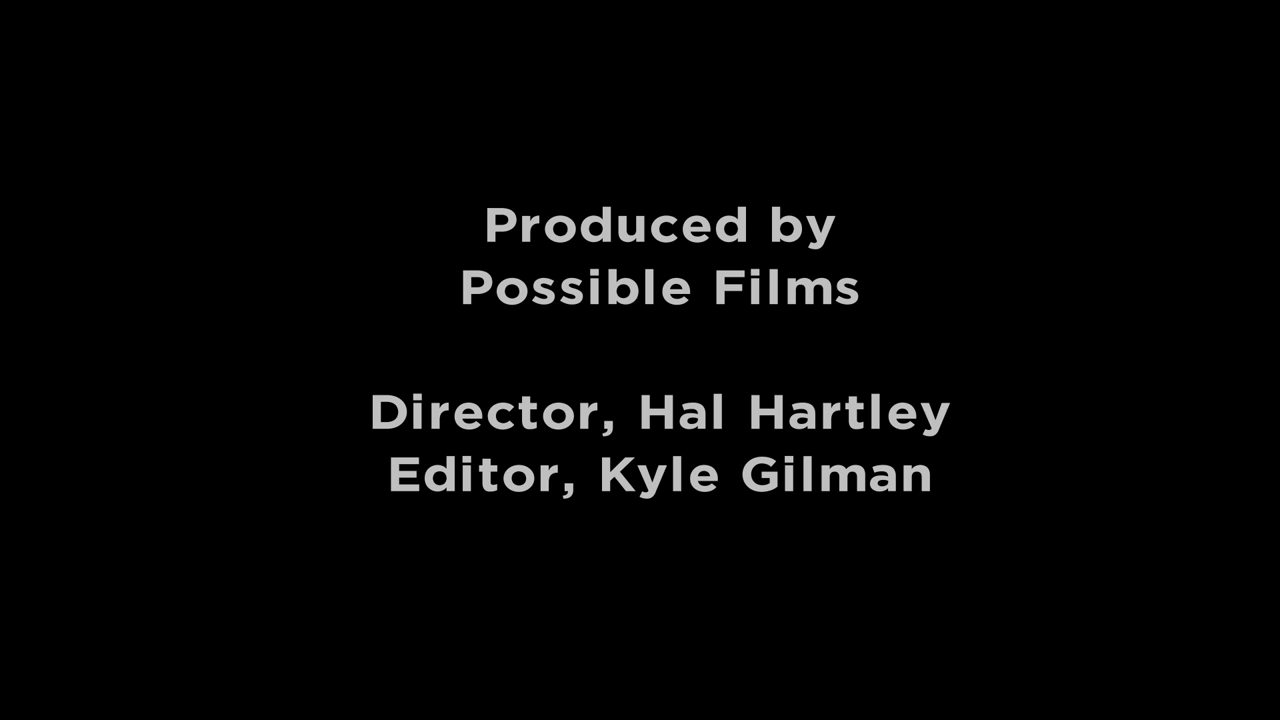 Produced by
Possible Films
Director, Hal Hartley
Editor, Kyle Gilman